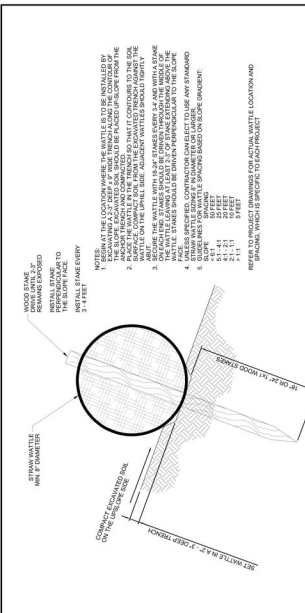 STRAW WATTLE
MIN. 8" DIAMETER
WOOD STAKE
DRIVE UNTIL 2-3"
REMAINS EXPOSED
INSTALL STAKE
PERPENDICULAR TO
THE SLOPE FACE.
INSTALL STAKE EVERY
3 - 4 FEET
COMPACT EXCAVATED SOIL
ON THE UPSLOPE SIDE
SET WATTLE IN A 2" - 3" DEEP TRENCH
18" OR 24" 1x1 WOOD STAKES
NOTES:
1. BEGIN AT THE LOCATION WHERE THE WATTLE IS TO BE INSTALLED BY
EXCAVATING A 2-3" DEEP x 9" WIDE TRENCH ALONG THE CONTOUR OF
THE SLOPE. EXCAVATED SOIL SHOULD BE PLACED UP-SLOPE FROM THE
ANCHOR TRENCH AND COMPACTED.
2. PLACE THE WATTLE IN THE TRENCH SO THAT IT CONTOURS TO THE SOIL
SURFACE. COMPACT SOIL FROM THE EXCAVATED TRENCH AGAINST THE
WATTLE ON THE UPHILL SIDE. ADJACENT WATTLES SHOULD TIGHTLY
ABUT.
3. SECURE THE WATTLE WITH 18-24" STAKES EVERY 3-4' AND WITH A STAKE
ON EACH END. STAKES SHOULD BE DRIVEN THROUGH THE MIDDLE OF
THE WATTLE LEAVING AT LEAST 2-3" OF STAKE EXTENDING ABOVE THE
WATTLE. STAKES SHOULD BE DRIVEN PERPENDICULAR TO THE SLOPE
FACE.
4. UNLESS SPECIFIED, CONTRACTOR CAN ELECT TO USE ANY STANDARD
STRAW WATTLE SIZING 8" IN DIAMETER OR LARGER.
5. GUIDELINES FOR WATTLE SPACING BASED ON SLOPE GRADIENT:
SLOPE SPACING
< 6:1 50 FEET
5:1 - 4:1 25 FEET
4:1 - 2:1 20 FEET
2:1 - 1:1 10 FEET
> 1:1 5 FEET
REFER TO PROJECT DRAWINGS FOR ACTUAL WATTLE LOCATION AND
SPACING, WHICH IS SPECIFIC TO EACH PROJECT